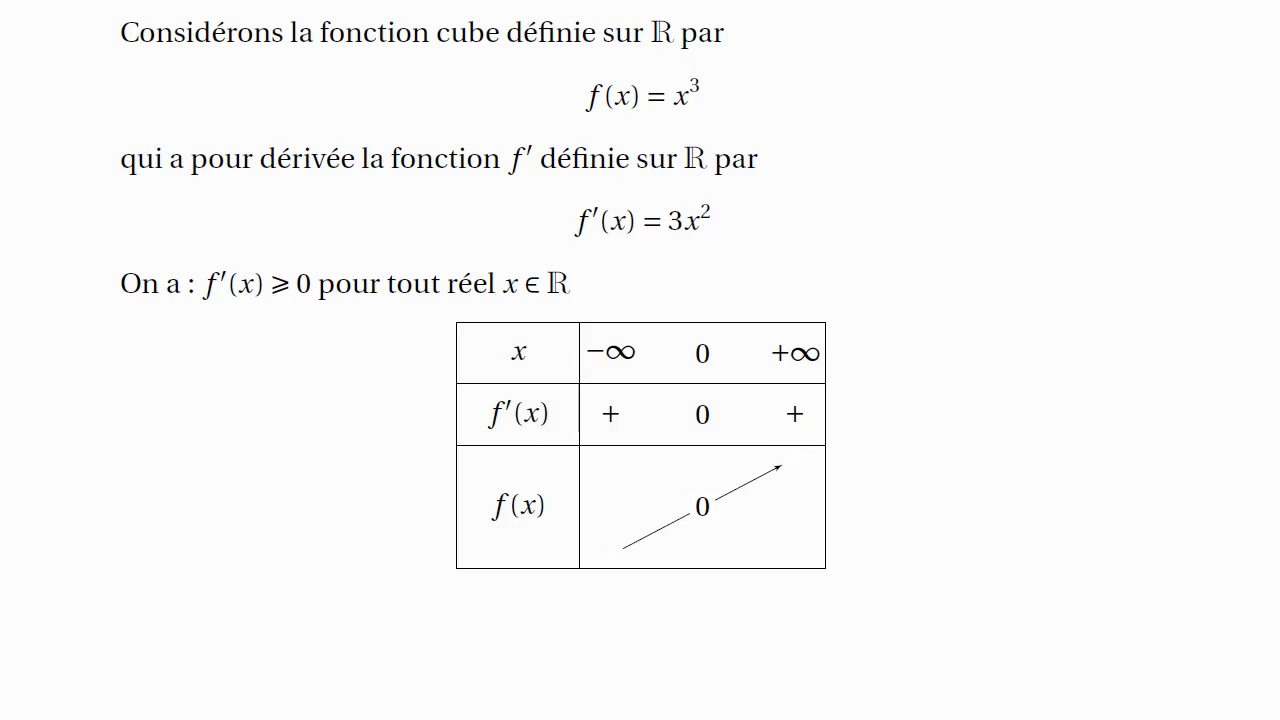 Considérons la fonction cube définie sur ℝ par
f(x) = x³
qui a pour dérivée la fonction f′ définie sur ℝ par
f′(x) = 3x²
On a : f′(x) ⩾ 0 pour tout réel x ∈ ℝ
x −∞ 0 +∞
f′(x) + 0 +
f(x) 0